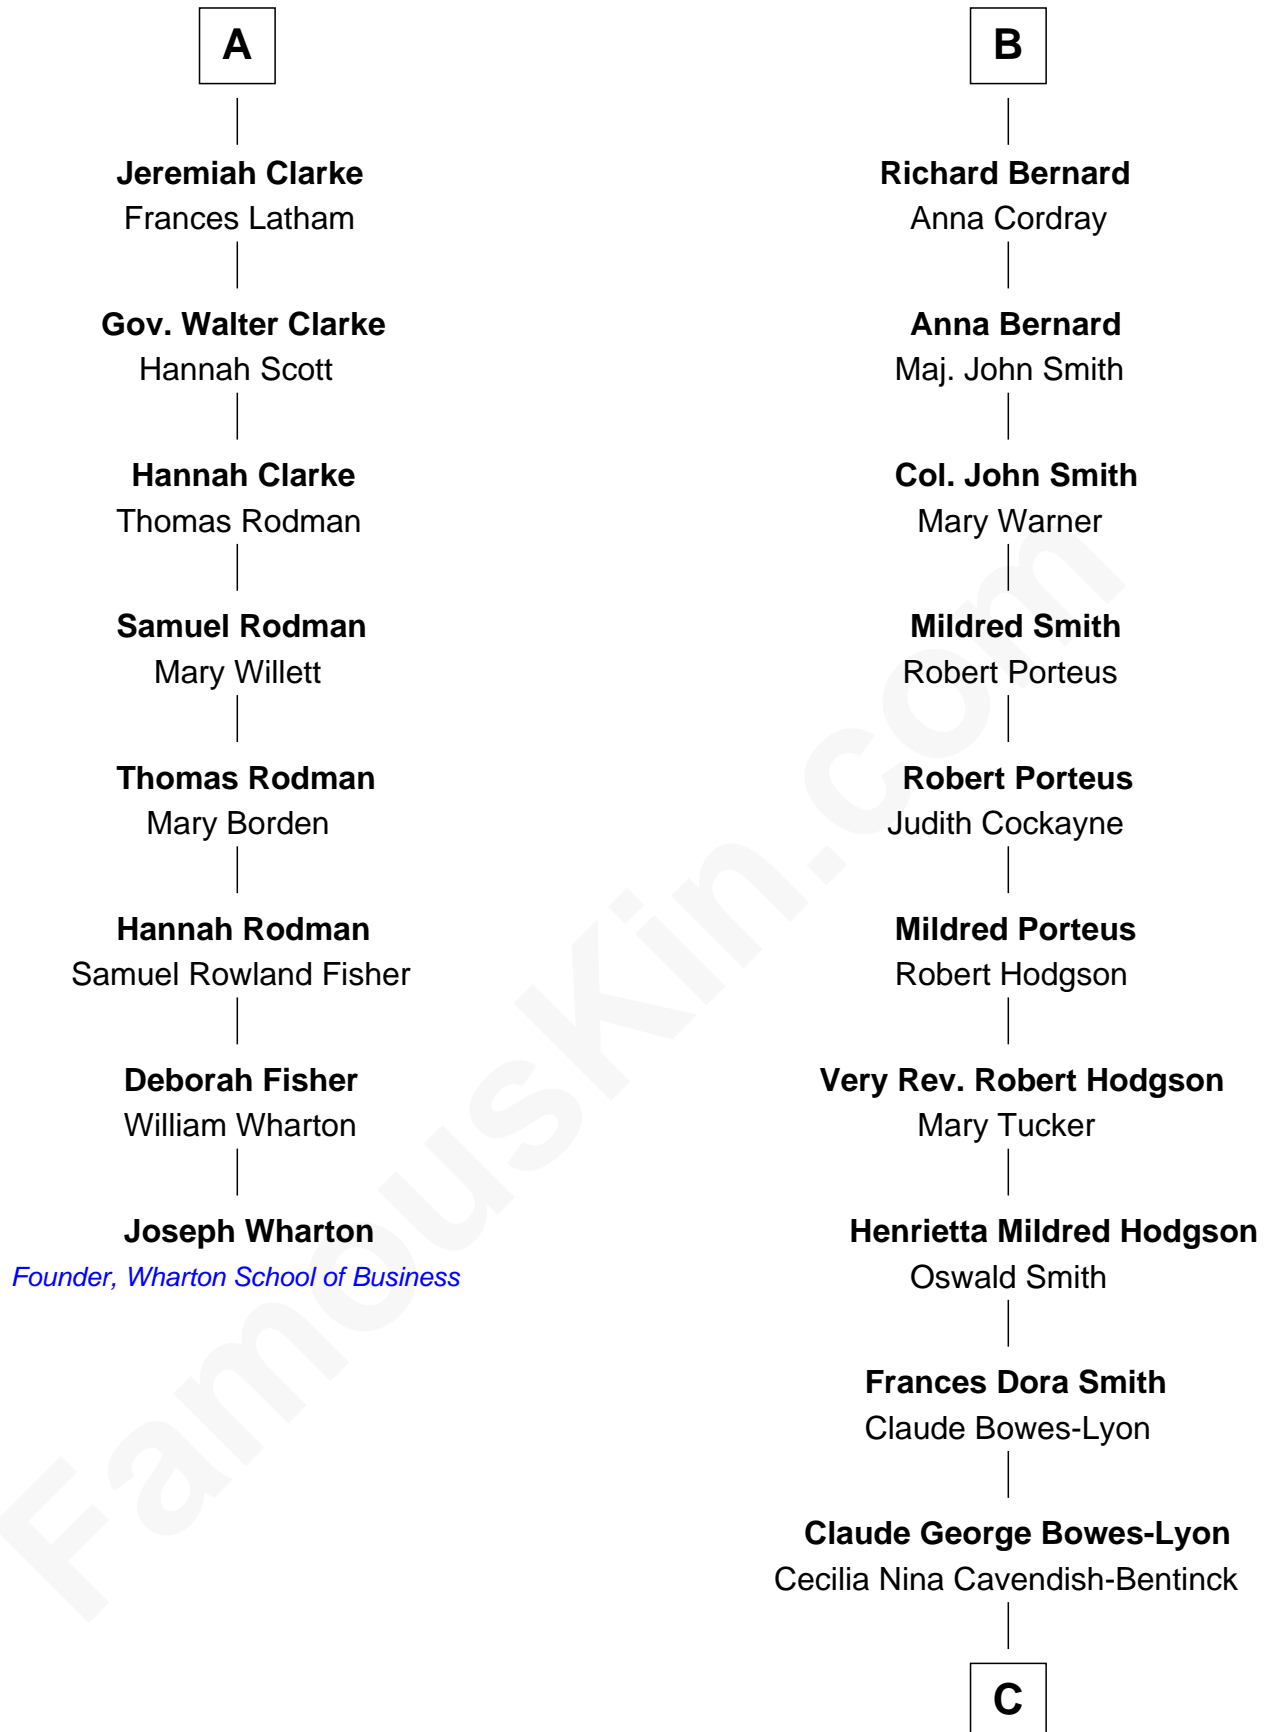 A
Jeremiah Clarke
Frances Latham
Gov. Walter Clarke
Hannah Scott
Hannah Clarke
Thomas Rodman
Samuel Rodman
Mary Willett
Thomas Rodman
Mary Borden
Hannah Rodman
Samuel Rowland Fisher
Deborah Fisher
William Wharton
Joseph Wharton
Founder, Wharton School of Business
B
Richard Bernard
Anna Cordray
Anna Bernard
Maj. John Smith
Col. John Smith
Mary Warner
Mildred Smith
Robert Porteus
Robert Porteus
Judith Cockayne
Mildred Porteus
Robert Hodgson
Very Rev. Robert Hodgson
Mary Tucker
Henrietta Mildred Hodgson
Oswald Smith
Frances Dora Smith
Claude Bowes-Lyon
Claude George Bowes-Lyon
Cecilia Nina Cavendish-Bentinck
C
FamousKin.com